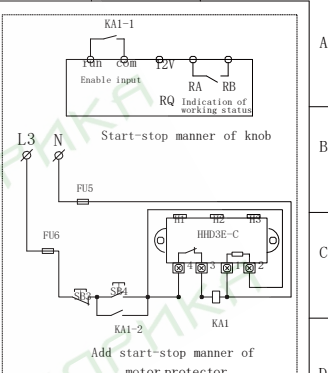 KA1-1
run com 12V
Enable input
RA RB
RQ Indication of
working status
Start-stop manner of knob
L3 N
FU5
FU6
H1 H2 H3
HHD3E-C
4 3 1 2
SB3 SB4
KA1-2 KA1
Add start-stop manner of
motor protector
A
B
C
D